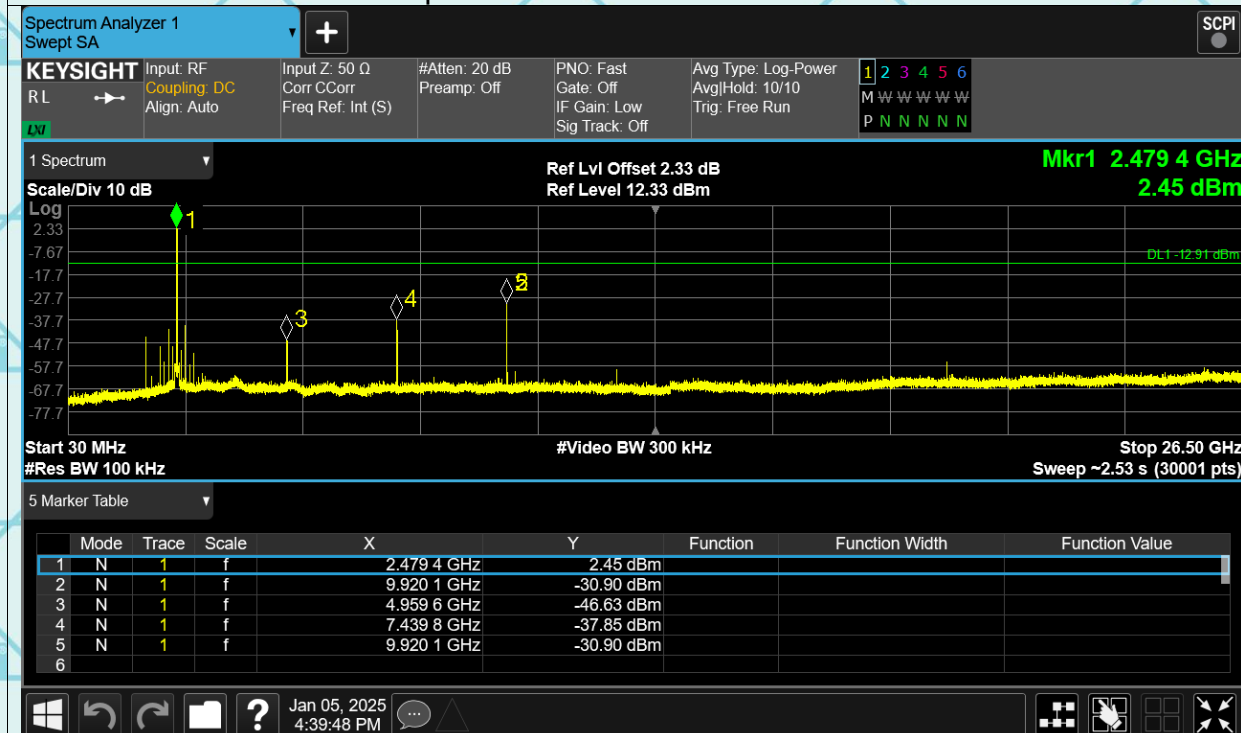 Spectrum Analyzer 1
Swept SA
+
SCPI
KEYSIGHT
RL
LXI
Input: RF
Coupling: DC
Align: Auto
Input Z: 50 Ω
Corr CCorr
Freq Ref: Int (S)
#Atten: 20 dB
Preamp: Off
PNO: Fast
Gate: Off
IF Gain: Low
Sig Track: Off
Avg Type: Log-Power
Avg|Hold: 10/10
Trig: Free Run
1 2 3 4 5 6
M W W W W W
P N N N N N N
1 Spectrum
Scale/Div 10 dB
Ref Lvl Offset 2.33 dB
Ref Level 12.33 dBm
Mkr1 2.479 4 GHz
2.45 dBm
Log
2.33
-7.67
-17.7
-27.7
-37.7
-47.7
-57.7
-67.7
-77.7
1
3
4
DL1 -12.91 dBm
Start 30 MHz
#Res BW 100 kHz
#Video BW 300 kHz
Stop 26.50 GHz
Sweep ~2.53 s (30001 pts)
5 Marker Table
Mode Trace Scale X Y Function Function Width Function Value
1 N 1 f 2.479 4 GHz 2.45 dBm
2 N 1 f 9.920 1 GHz -30.90 dBm
3 N 1 f 4.959 6 GHz -46.63 dBm
4 N 1 f 7.439 8 GHz -37.85 dBm
5 N 1 f 9.920 1 GHz -30.90 dBm
6
?
Jan 05, 2025
4:39:48 PM